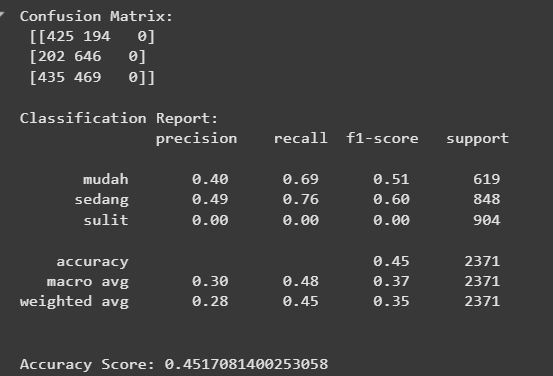 Confusion Matrix:
[[425 194   0]
[202 646   0]
[435 469   0]]
Classification Report:
precision    recall  f1-score   support
mudah       0.40      0.69      0.51       619
sedang       0.49      0.76      0.60       848
sulit       0.00      0.00      0.00       904
accuracy                           0.45      2371
macro avg       0.30      0.48      0.37      2371
weighted avg       0.28      0.45      0.35      2371
Accuracy Score: 0.4517081400253058